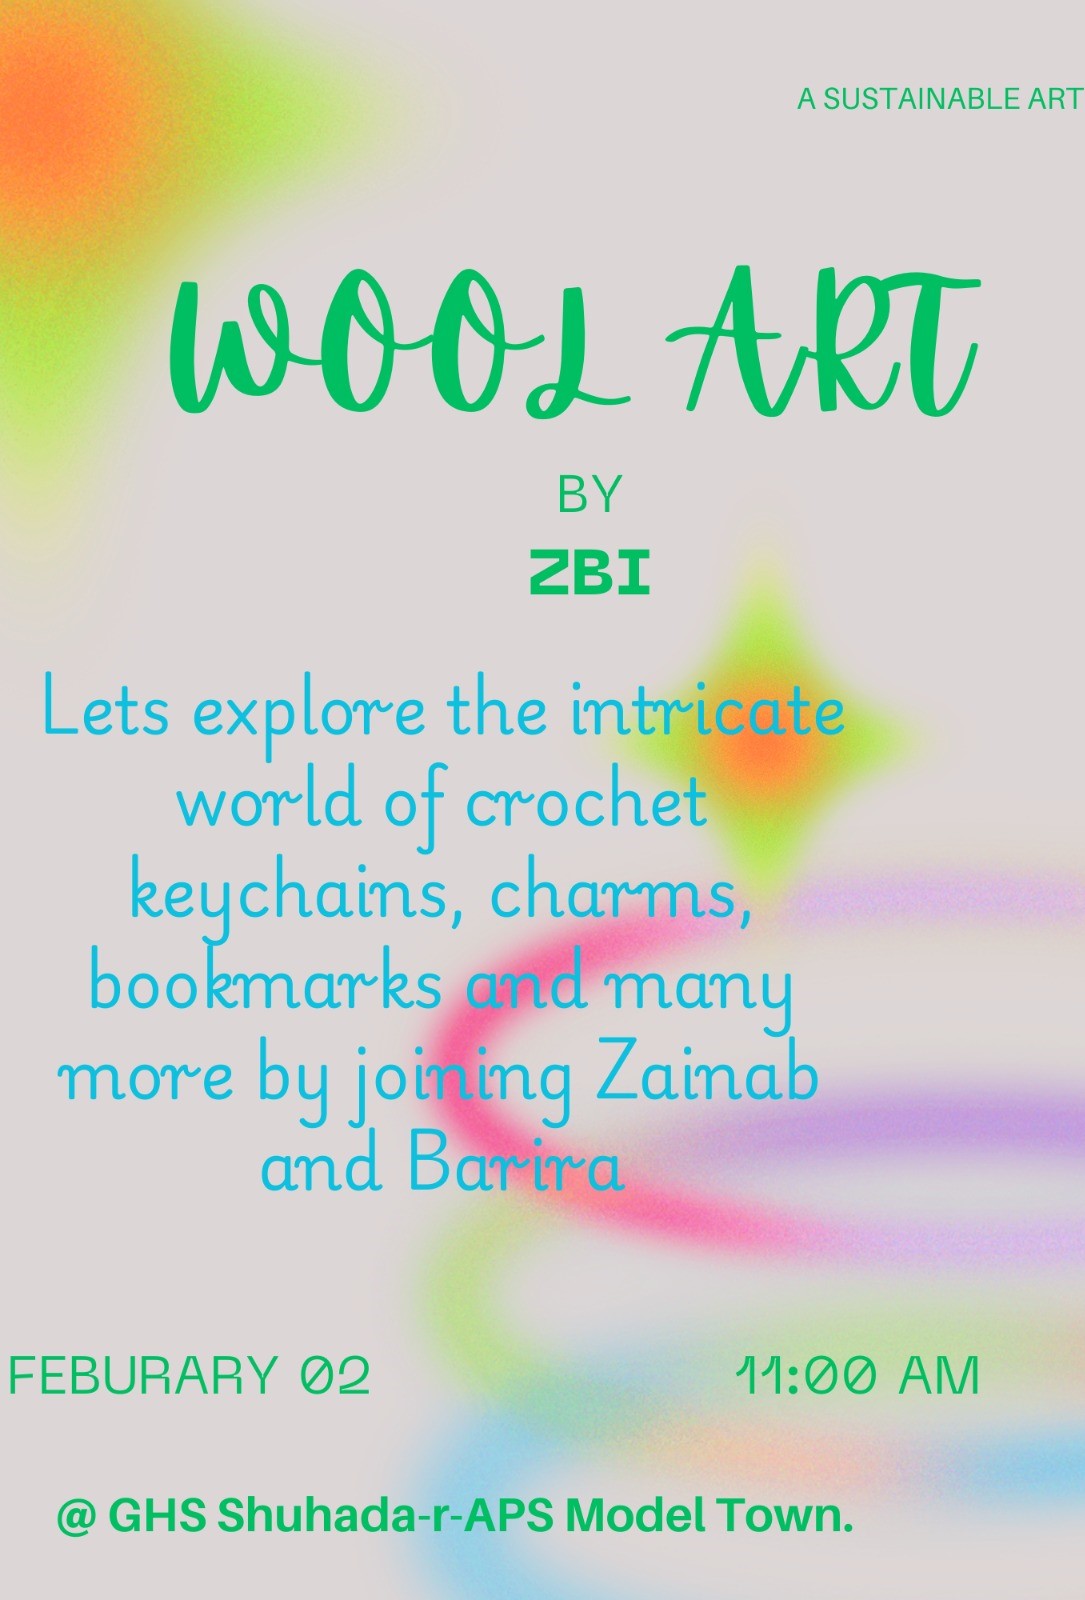 A SUSTAINABLE ART
WOOL ART
BY
ZBI
Lets explore the intricate
world of crochet
keychains, charms,
bookmarks and many
more by joining Zainab
and Barira
FEBURARY 02
11:00 AM
@ GHS Shuhada-r-APS Model Town.